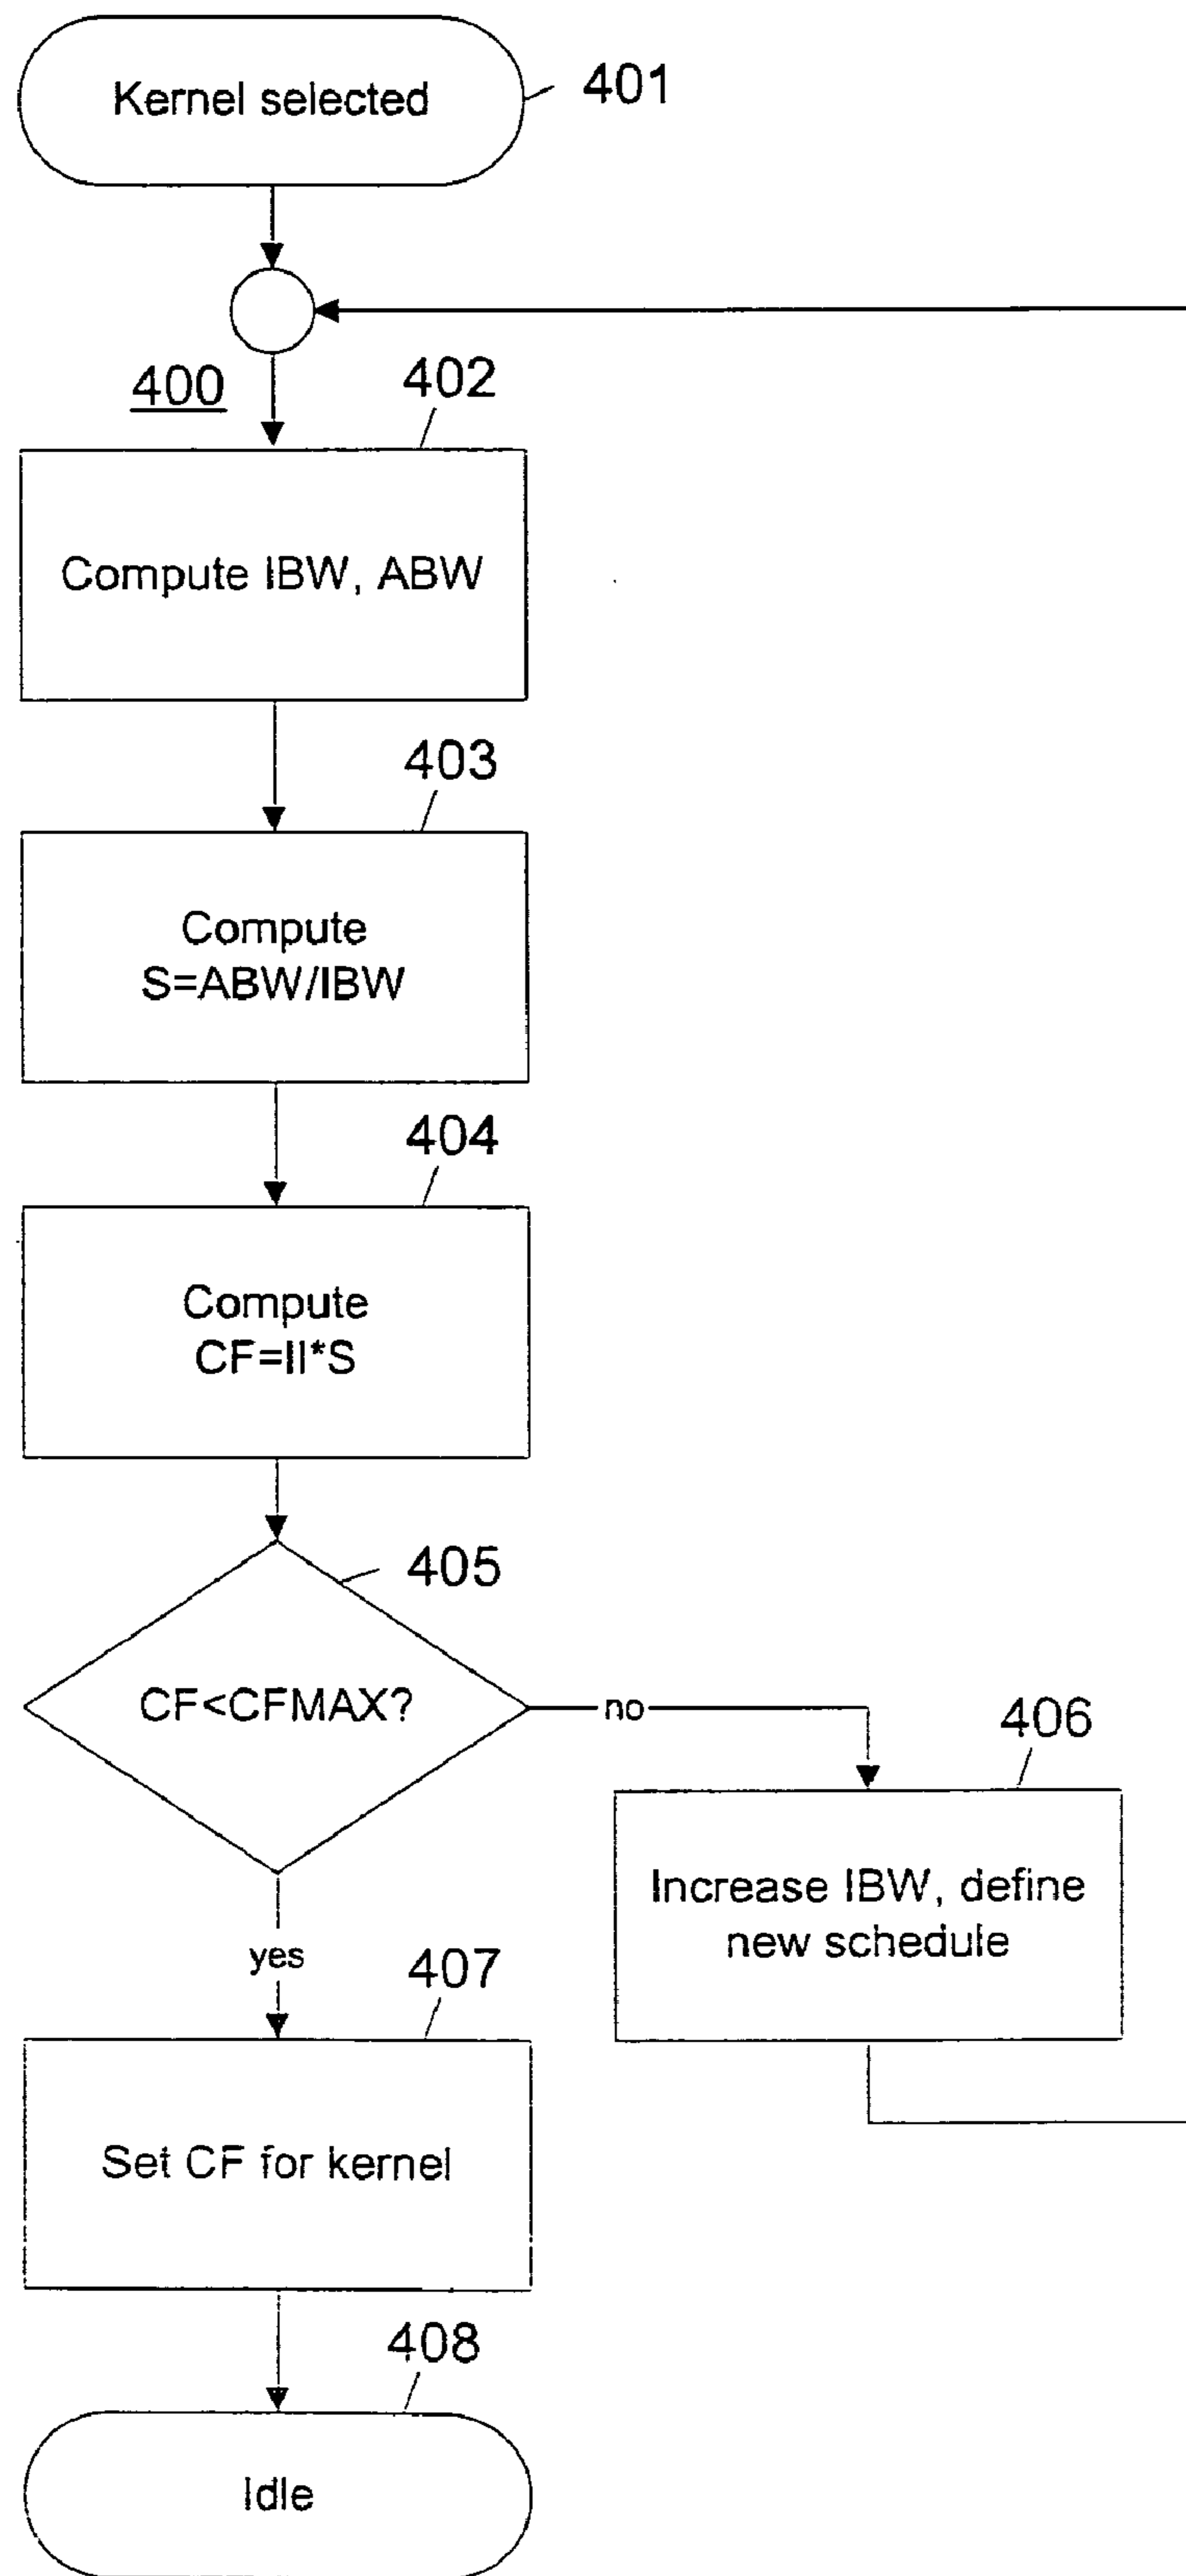 Kernel selected
401
400
402
Compute IBW, ABW
403
Compute
S=ABW/IBW
404
Compute
CF=II*S
405
CF<CFMAX?
no
406
Increase IBW, define
new schedule
yes
407
Set CF for kernel
408
Idle